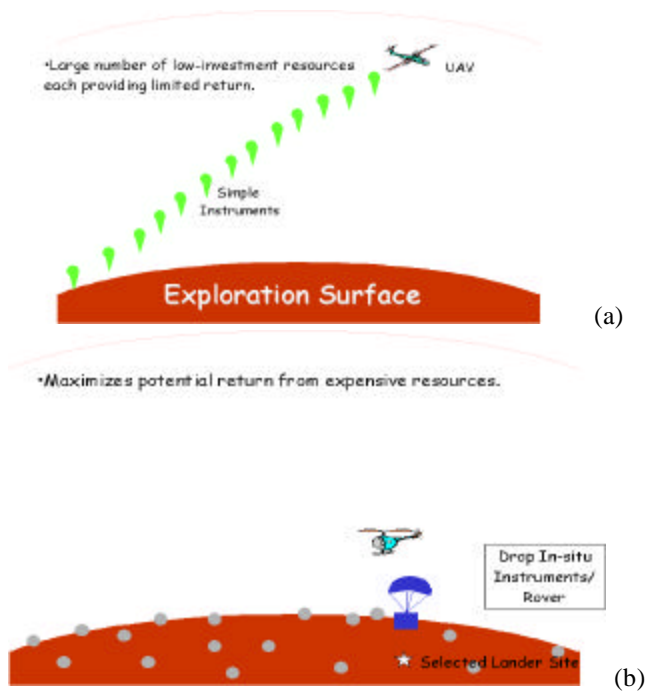 •Large number of low-investment resources
each providing limited return.
UAV
Simple
Instruments
Exploration Surface
(a)
•Maximizes potential return from expensive resources.
Drop In-situ
Instruments/
Rover
Selected Lander Site
(b)